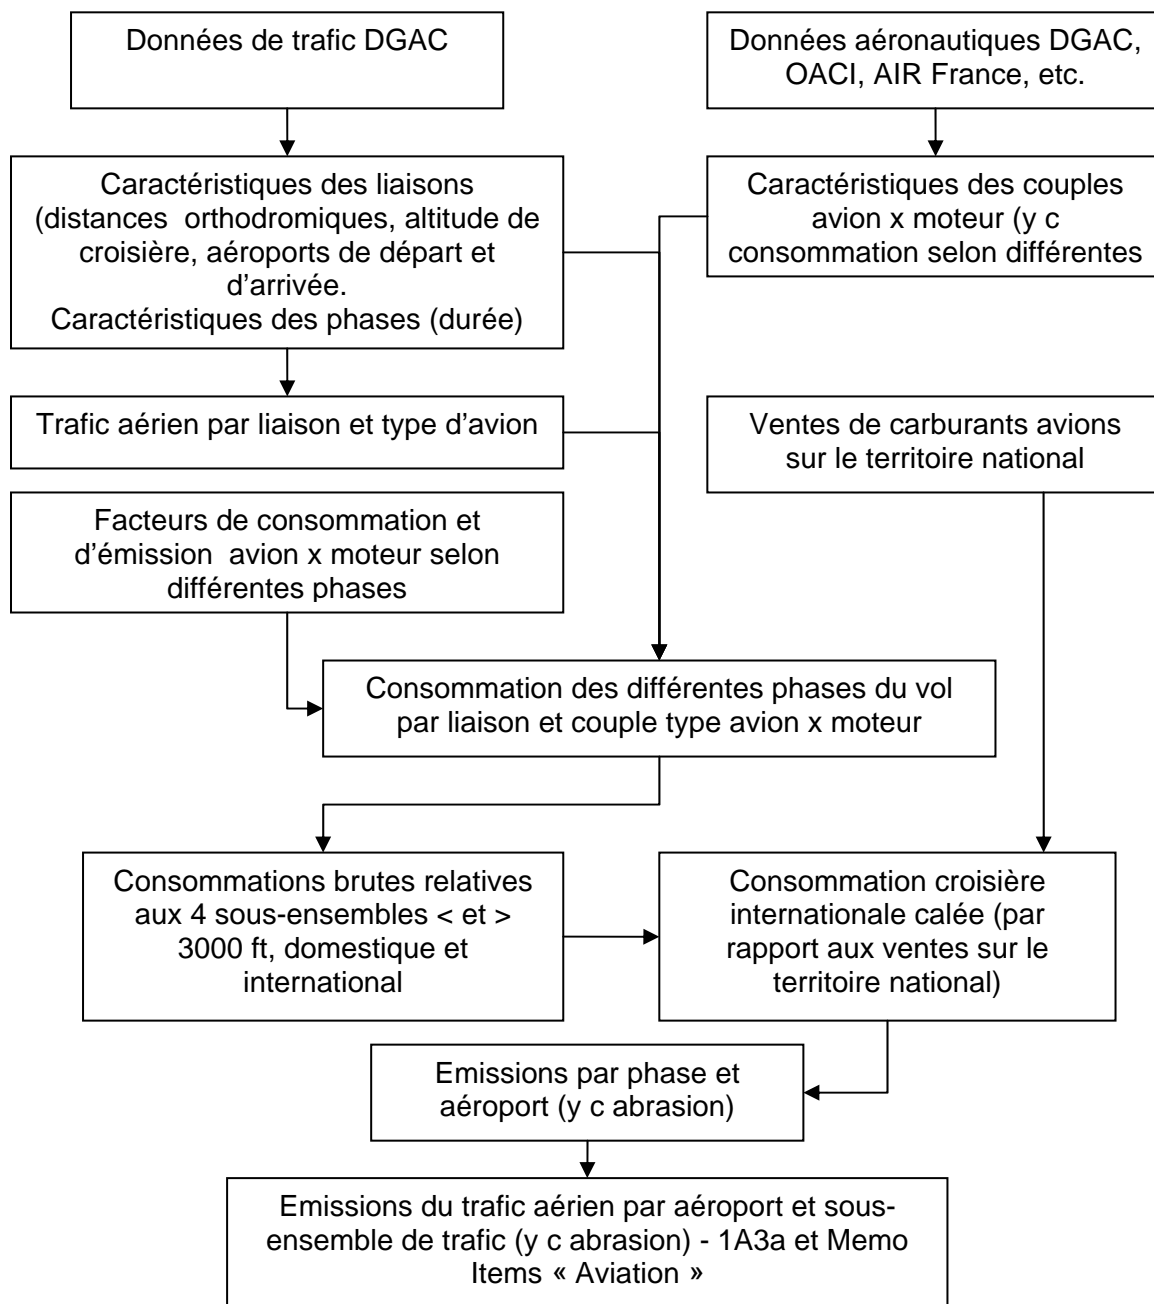 Données de trafic DGAC
Données aéronautiques DGAC,
OACI, AIR France, etc.
Caractéristiques des liaisons
(distances orthodromiques, altitude de
croisière, aéroports de départ et
d'arrivée.
Caractéristiques des phases (durée)
Caractéristiques des couples
avion x moteur (y c
consommation selon différentes
Trafic aérien par liaison et type d'avion
Ventes de carburants avions
sur le territoire national
Facteurs de consommation et
d'émission avion x moteur selon
différentes phases
Consommation des différentes phases du vol
par liaison et couple type avion x moteur
Consommations brutes relatives
aux 4 sous-ensembles < et >
3000 ft, domestique et
international
Consommation croisière
internationale calée (par
rapport aux ventes sur le
territoire national)
Emissions par phase et
aéroport (y c abrasion)
Emissions du trafic aérien par aéroport et sous-
ensemble de trafic (y c abrasion) - 1A3a et Memo
Items « Aviation »